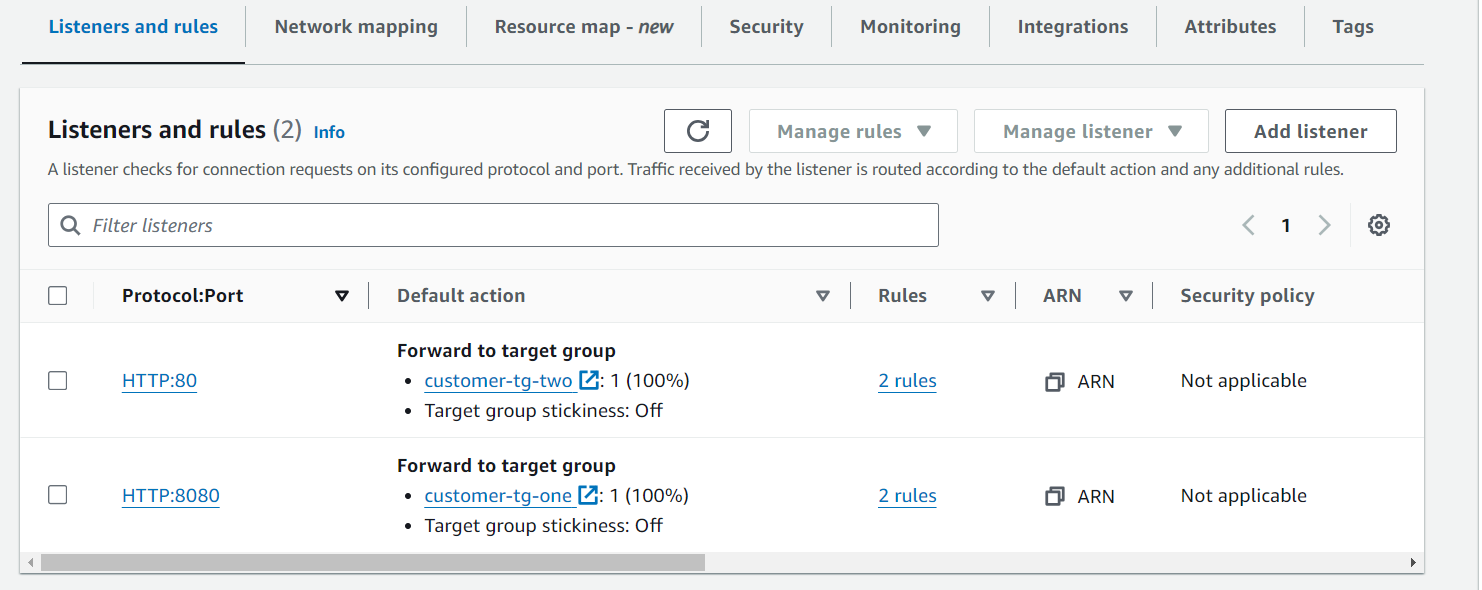 Listeners and rules Network mapping Resource map - new Security Monitoring Integrations Attributes Tags
Listeners and rules (2) Info Manage rules Manage listener Add listener
A listener checks for connection requests on its configured protocol and port. Traffic received by the listener is routed according to the default action and any additional rules.
Filter listeners 1
Protocol:Port Default action Rules ARN Security policy
Forward to target group
HTTP:80 • customer-tg-two : 1 (100%) 2 rules ARN Not applicable
• Target group stickiness: Off
Forward to target group
HTTP:8080 • customer-tg-one : 1 (100%) 2 rules ARN Not applicable
• Target group stickiness: Off